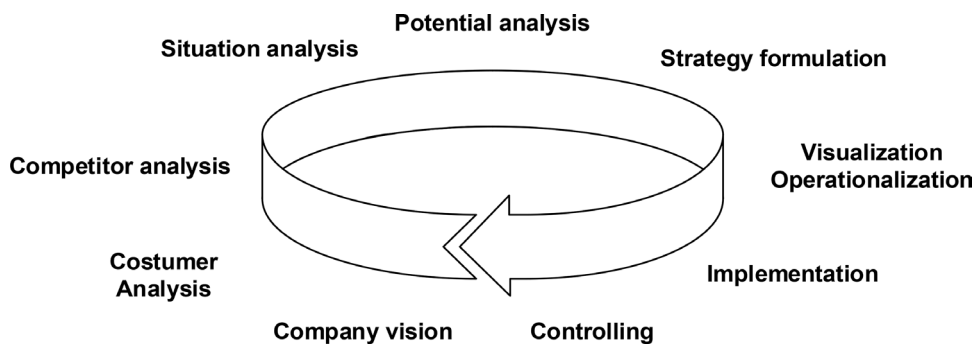 Potential analysis
Situation analysis
Strategy formulation
Competitor analysis
Visualization
Operationalization
Costumer
Analysis
Implementation
Company vision
Controlling